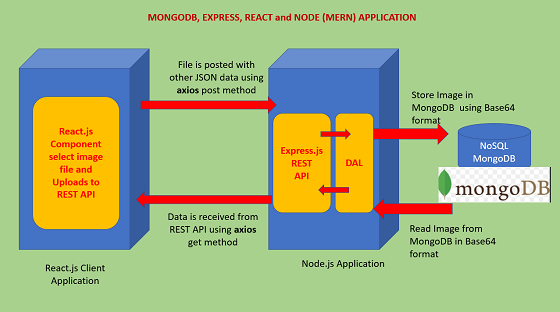 MONGODB, EXPRESS, REACT and NODE (MERN) APPLICATION
File is posted with
other JSON data using
axios post method
Store Image in
MongoDB using Base64
format
React.js
Component
select image
file and
Uploads to
REST API
Express.js
REST
API
DAL
NoSQL
MongoDB
mongoDB
Data is received from
REST API using axios
get method
Read Image from
MongoDB in Base64
format
React.js Client
Application
Node.js Application